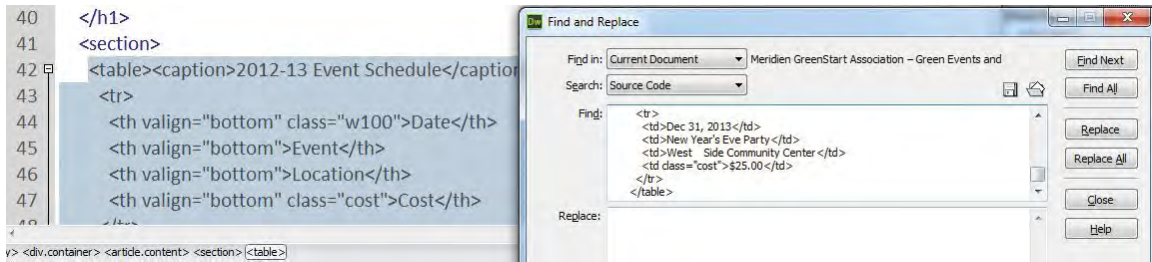 40 </h1>
41 <section>
42 <table><caption>2012-13 Event Schedule</caption
43 <tr>
44 <th valign="bottom" class="w100">Date</th>
45 <th valign="bottom">Event</th>
46 <th valign="bottom">Location</th>
47 <th valign="bottom" class="cost">Cost</th>
48 </tr>
y> <div.container> <article.content> <section> <table>
Dw Find and Replace
Find in: Current Document Meridien GreenStart Association – Green Events and
Find Next
Search: Source Code
Find All
Find:
<tr>
<td>Dec 31, 2013</td>
<td>New Year's Eve Party</td>
<td>West Side Community Center</td>
<td class="cost">$25.00</td>
</tr>
</table>
Replace
Replace All
Close
Replace:
Help